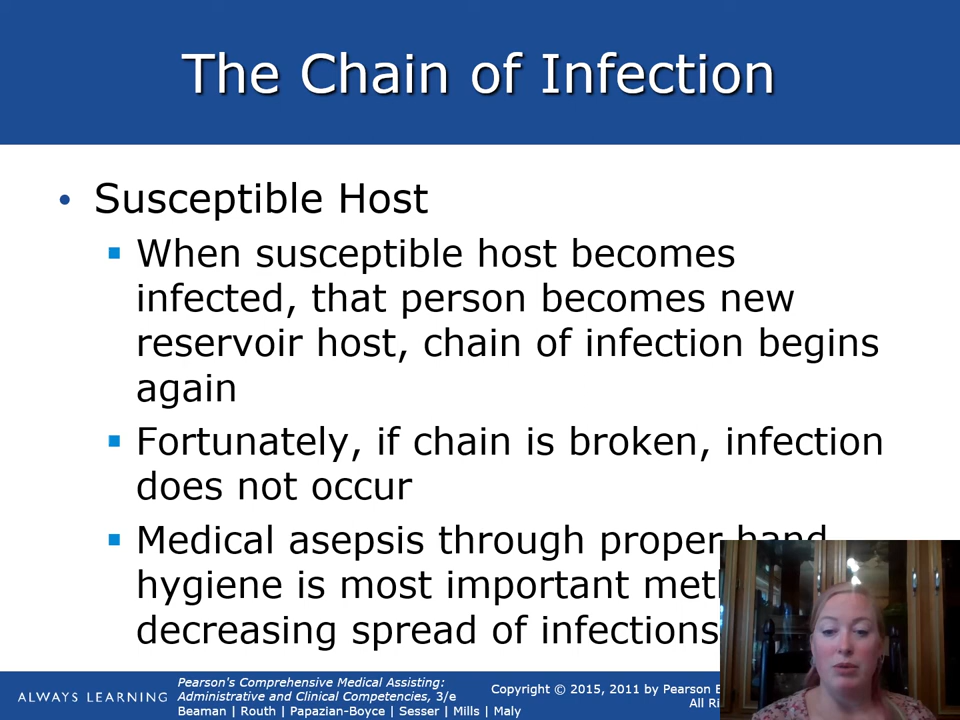 The Chain of Infection
• Susceptible Host
▪ When susceptible host becomes
infected, that person becomes new
reservoir host, chain of infection begins
again
▪ Fortunately, if chain is broken, infection
does not occur
▪ Medical asepsis through proper hand
hygiene is most important
decreasing spread of infections
ALWAYS LEARNING
Pearson's Comprehensive Medical Assisting:
Administrative and Clinical Competencies, 3/e
Beaman | Routh | Papazian-Boyce | Sesser | Mills | Maly
Copyright © 2015, 2011 by Pearson
All